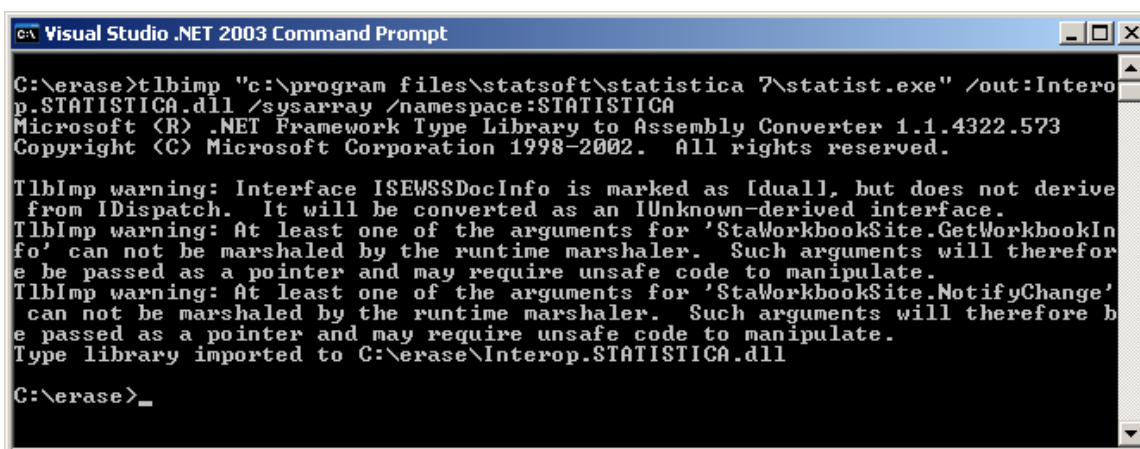 Visual Studio .NET 2003 Command Prompt
C:\erase>tlbimp "c:\program files\statsoft\statistica 7\statist.exe" /out:Intero
p.STATISTICA.dll /sysarray /namespace:STATISTICA
Microsoft (R) .NET Framework Type Library to Assembly Converter 1.1.4322.573
Copyright (C) Microsoft Corporation 1998-2002.  All rights reserved.
TlbImp warning: Interface ISEWSSDocInfo is marked as [dual], but does not derive
 from IDispatch.  It will be converted as an IUnknown-derived interface.
TlbImp warning: At least one of the arguments for 'StaWorkbookSite.GetWorkbookIn
fo' can not be marshaled by the runtime marshaler.  Such arguments will therefor
e be passed as a pointer and may require unsafe code to manipulate.
TlbImp warning: At least one of the arguments for 'StaWorkbookSite.NotifyChange'
 can not be marshaled by the runtime marshaler.  Such arguments will therefore b
e passed as a pointer and may require unsafe code to manipulate.
Type library imported to C:\erase\Interop.STATISTICA.dll
C:\erase>_